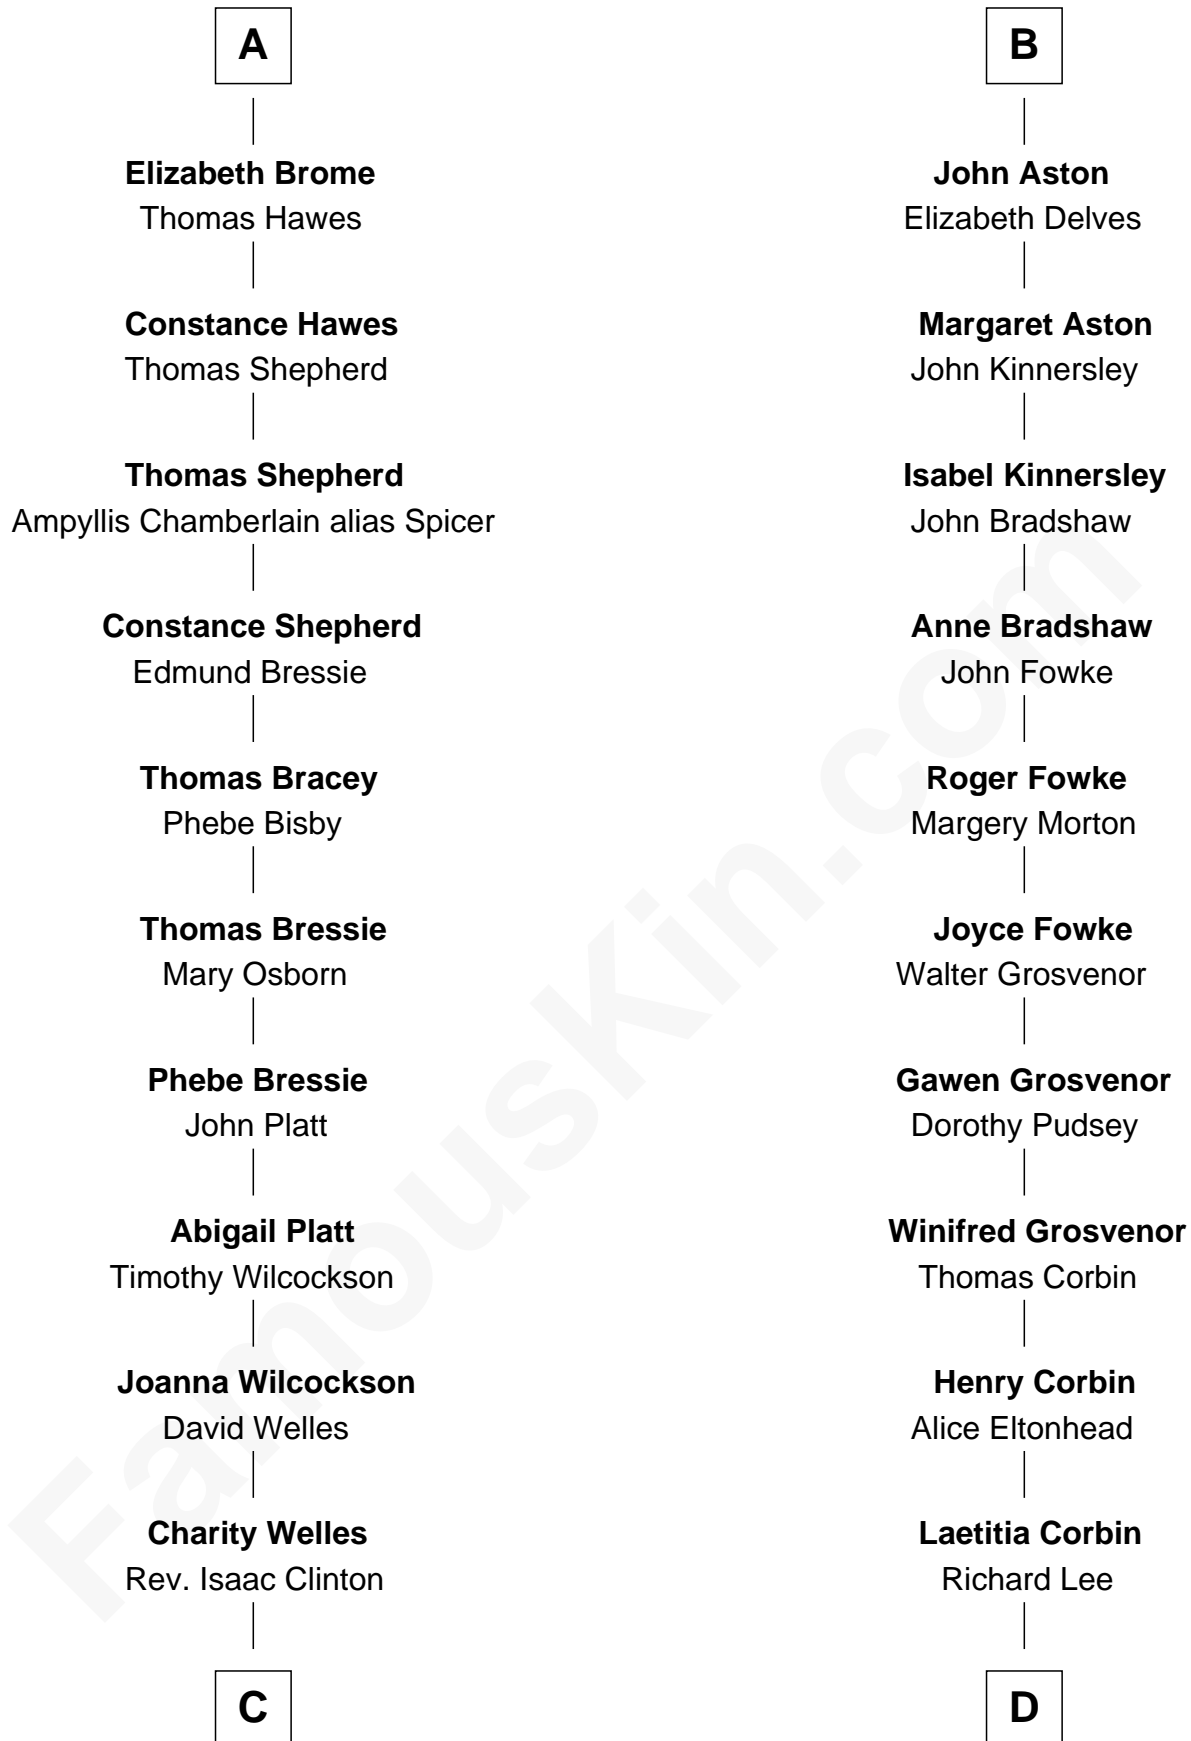 A
Elizabeth Brome
Thomas Hawes
Constance Hawes
Thomas Shepherd
Thomas Shepherd
Ampyllis Chamberlain alias Spicer
Constance Shepherd
Edmund Bressie
Thomas Bracey
Phebe Bisby
Thomas Bressie
Mary Osborn
Phebe Bressie
John Platt
Abigail Platt
Timothy Wilcockson
Joanna Wilcockson
David Welles
Charity Welles
Rev. Isaac Clinton
C
B
John Aston
Elizabeth Delves
Margaret Aston
John Kinnersley
Isabel Kinnersley
John Bradshaw
Anne Bradshaw
John Fowke
Roger Fowke
Margery Morton
Joyce Fowke
Walter Grosvenor
Gawen Grosvenor
Dorothy Pudsey
Winifred Grosvenor
Thomas Corbin
Henry Corbin
Alice Eltonhead
Laetitia Corbin
Richard Lee
D
FamousKin.com